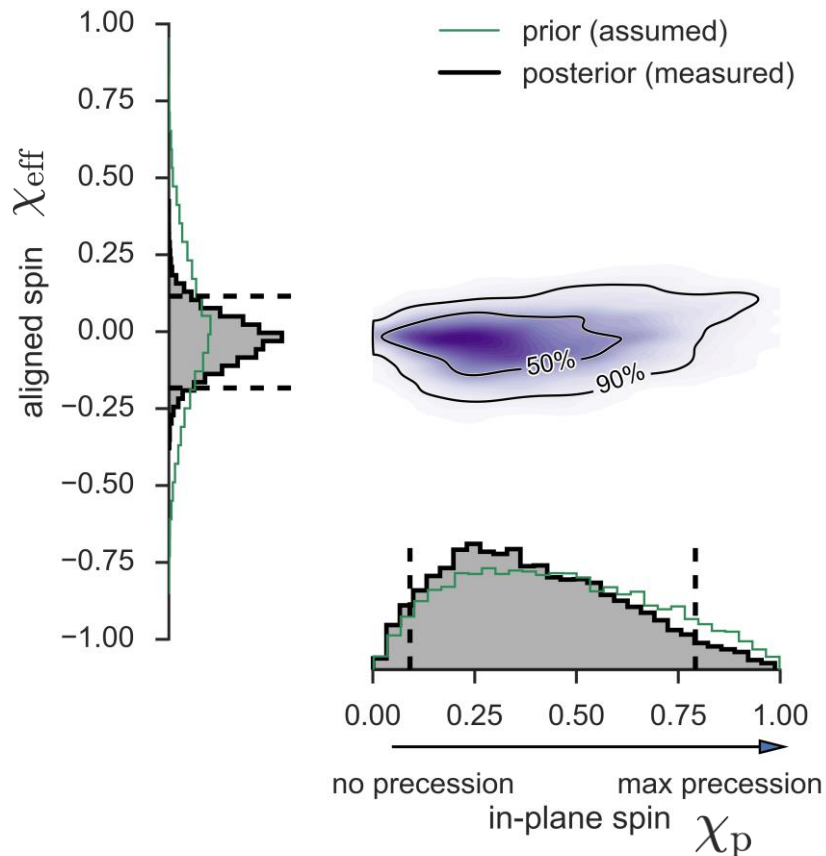 1.00
prior (assumed)
posterior (measured)
0.75
0.50
0.25
0.00
−0.25
−0.50
−0.75
−1.00
aligned spin χeff
50%
90%
0.00 0.25 0.50 0.75 1.00
no precession max precession
in-plane spin χp